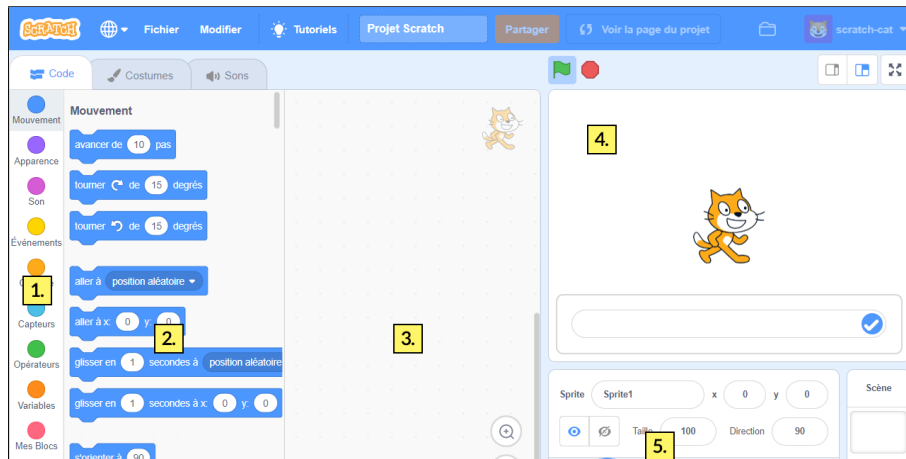 SCRATCH Fichier Modifier Tutoriels Projet Scratch Partager Voir la page du projet scratch-cat
Code Costumes Sons
Mouvement
Apparence
Son
Événements
1.
Capteurs
Opérateurs
Variables
Mes Blocs
Mouvement
avancer de 10 pas
tourner de 15 degrés
tourner de 15 degrés
aller à position aléatoire
aller à x: 0 y: 0
2.
glisser en 1 secondes à position aléatoire
glisser en 1 secondes à x: 0 y: 0
s'orienter à 90
3.
4.
Sprite Sprite1 x 0 y 0
Taille 100 Direction 90
5.
Scène